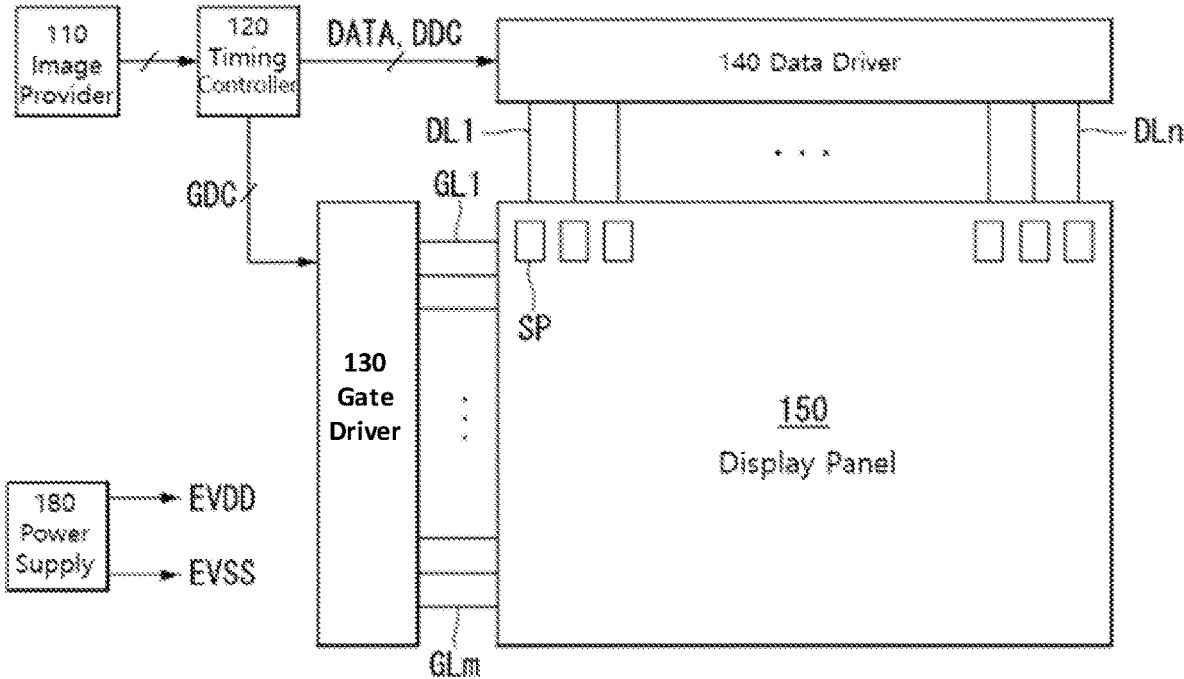 110
Image
Provider
120
Timing
Controller
DATA, DDC
140 Data Driver
DL1
. . .
DLn
GDC
GL1
SP
130
Gate
Driver
150
Display Panel
180
Power
Supply
EVDD
EVSS
GLm